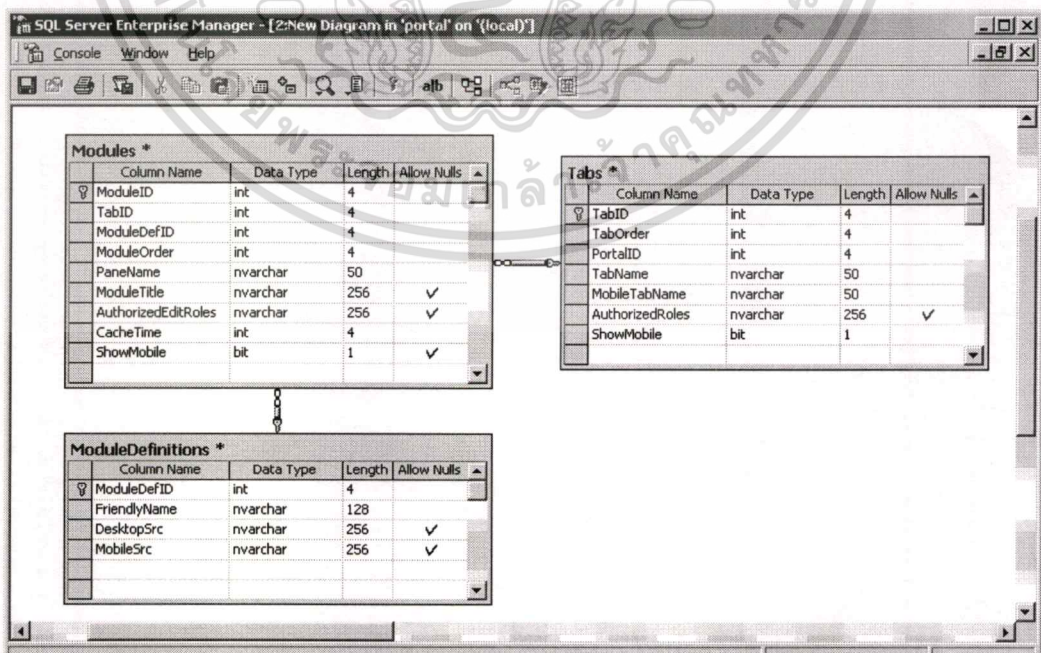 SQL Server Enterprise Manager - [2:New Diagram in 'portal' on '(local)']
Console Window Help
a|b
Modules *
Column Name Data Type Length Allow Nulls
ModuleID int 4
TabID int 4
ModuleDefID int 4
ModuleOrder int 4
PaneName nvarchar 50
ModuleTitle nvarchar 256 ✓
AuthorizedEditRoles nvarchar 256 ✓
CacheTime int 4
ShowMobile bit 1 ✓
Tabs *
Column Name Data Type Length Allow Nulls
TabID int 4
TabOrder int 4
PortalID int 4
TabName nvarchar 50
MobileTabName nvarchar 50
AuthorizedRoles nvarchar 256 ✓
ShowMobile bit 1
ModuleDefinitions *
Column Name Data Type Length Allow Nulls
ModuleDefID int 4
FriendlyName nvarchar 128
DesktopSrc nvarchar 256 ✓
MobileSrc nvarchar 256 ✓